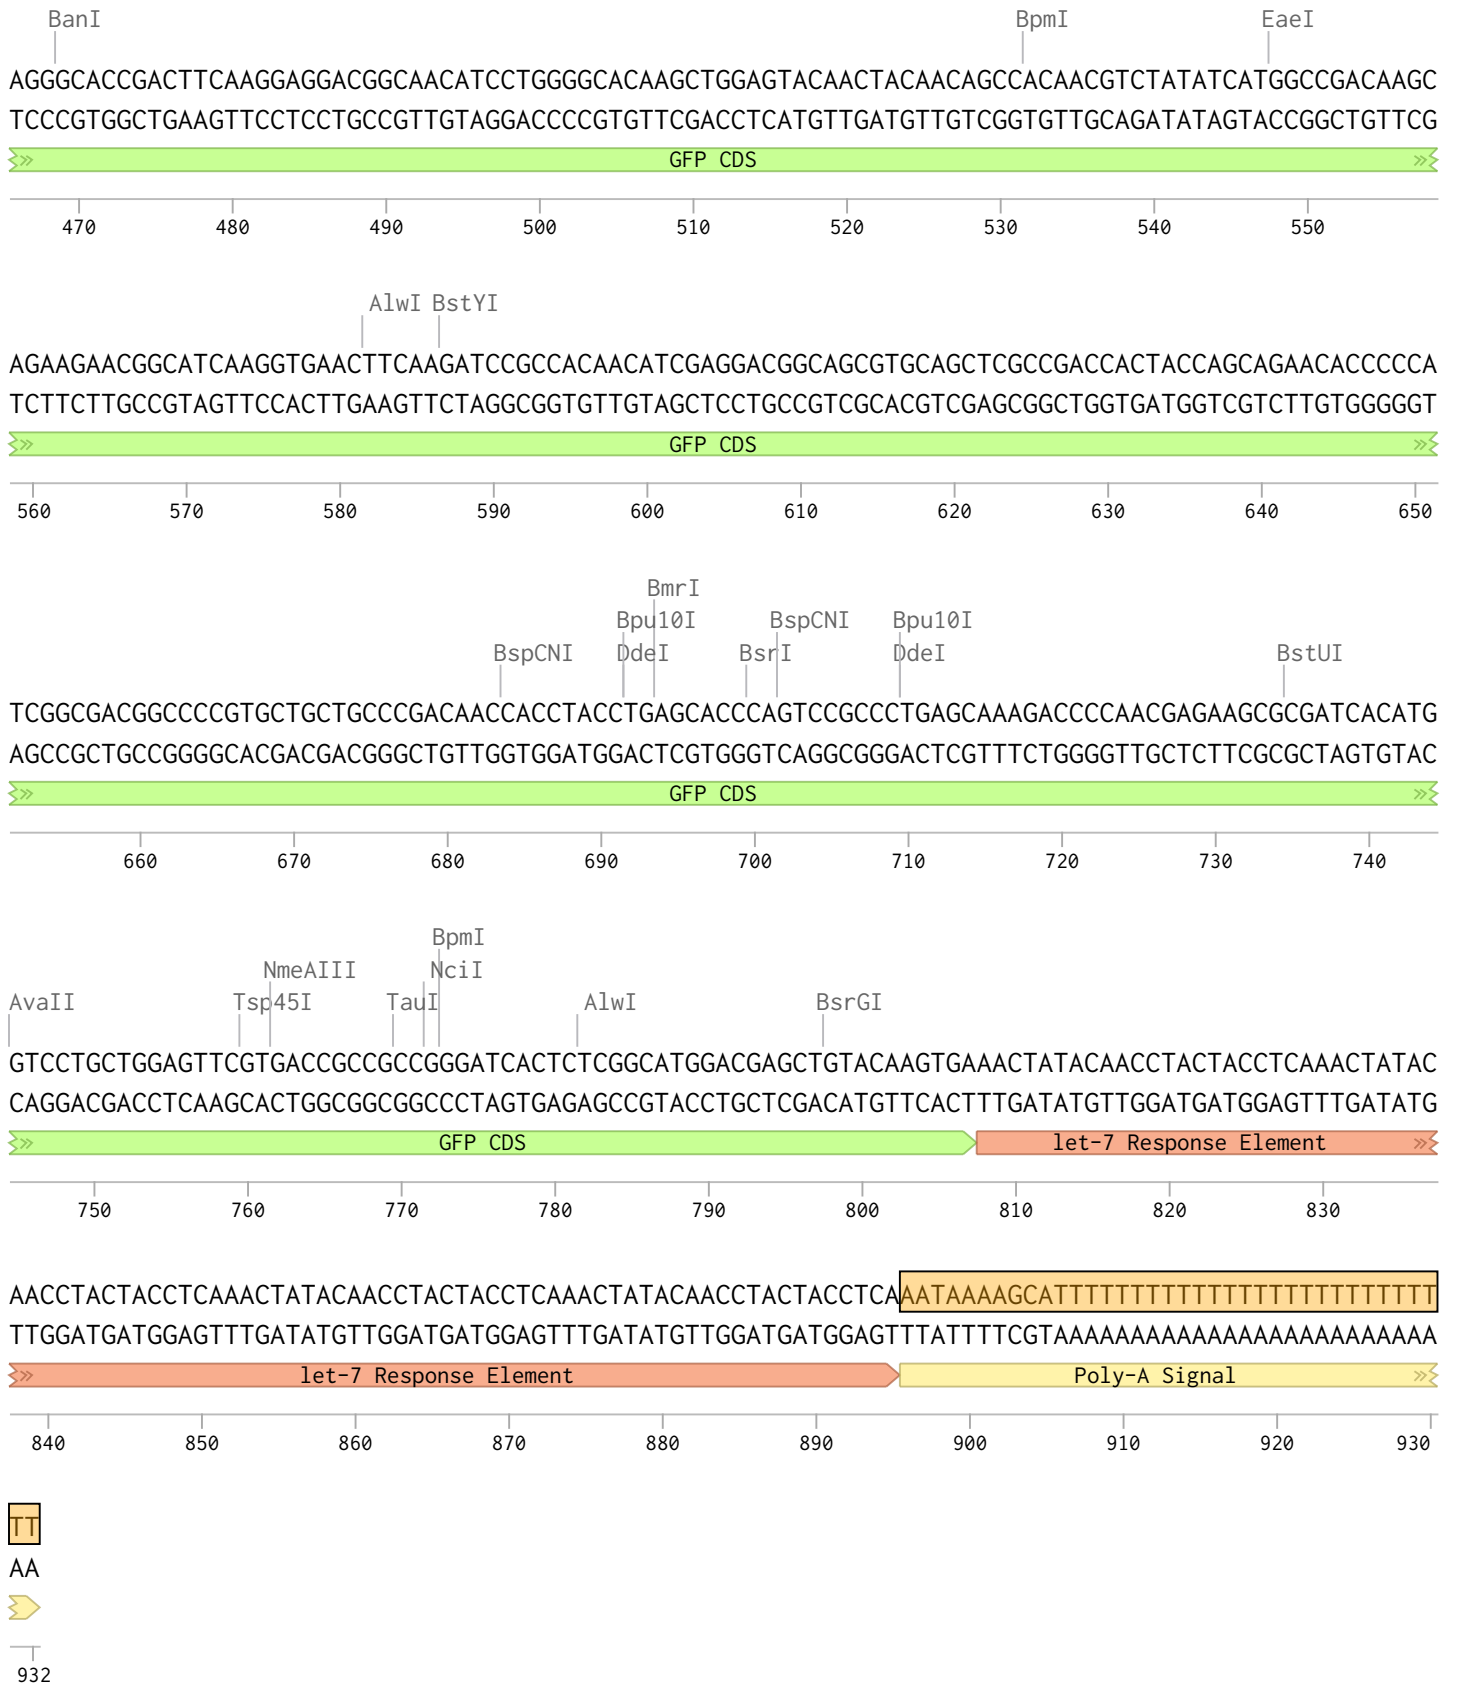 BanI BpmI EaeI
AGGGCACCGACTTCAAGGAGGACGGCAACATCCTGGGGCACAAGCTGGAGTACAACTACAACAGCCACAACGTCTATATCATGGCCGACAAGC
TCCCGTGGCTGAAGTTCCTCCTGCCGTTGTAGGACCCCGTGTTCGACCTCATGTTGATGTTGTCGGTGTTGCAGATATAGTACCGGCTGTTCG
GFP CDS
470 480 490 500 510 520 530 540 550
AlwI BstYI
AGAAGAACGGCATCAAGGTGAACTTCAAGATCCGCCACAACATCGAGGACGGCAGCGTGCAGCTCGCCGACCACTACCAGCAGAACACCCCCA
TCTTCTTGCCGTAGTTCCACTTGAAGTTCTAGGCGGTGTTGTAGCTCCTGCCGTCGCACGTCGAGCGGCTGGTGATGGTCGTCTTGTGGGGGT
GFP CDS
560 570 580 590 600 610 620 630 640 650
BmrI
Bpu10I BspCNI Bpu10I
BspCNI DdeI BsrI DdeI BstUI
TCGGCGACGGCCCCGTGCTGCTGCCCGACAACCACCTACCTGAGCACCCAGTCCGCCCTGAGCAAAGACCCCAACGAGAAGCGCGATCACATG
AGCCGCTGCCGGGGCACGACGACGGGCTGTTGGTGGATGGACTCGTGGGTCAGGCGGGACTCGTTTCTGGGGTTGCTCTTCGCGCTAGTGTAC
GFP CDS
660 670 680 690 700 710 720 730 740
BpmI
NmeAIII NciI
AvaII Tsp45I TauI AlwI BsrGI
GTCCTGCTGGAGTTCGTGACCGCCGCCGGGATCACTCTCGGCATGGACGAGCTGTACAAGTGAAACTATACAACCTACTACCTCAAACTATAC
CAGGACGACCTCAAGCACTGGCGGCGGCCCTAGTGAGAGCCGTACCTGCTCGACATGTTCACTTTGATATGTTGGATGATGGAGTTTGATATG
GFP CDS let-7 Response Element
750 760 770 780 790 800 810 820 830
AACCTACTACCTCAAACTATACAACCTACTACCTCAAACTATACAACCTACTACCTCAAATAAAAGCATTTTTTTTTTTTTTTTTTTTTTTTT
TTGGATGATGGAGTTTGATATGTTGGATGATGGAGTTTGATATGTTGGATGATGGAGTTTATTTTCGTAAAAAAAAAAAAAAAAAAAAAAAAA
let-7 Response Element Poly-A Signal
840 850 860 870 880 890 900 910 920 930
TT
AA
932